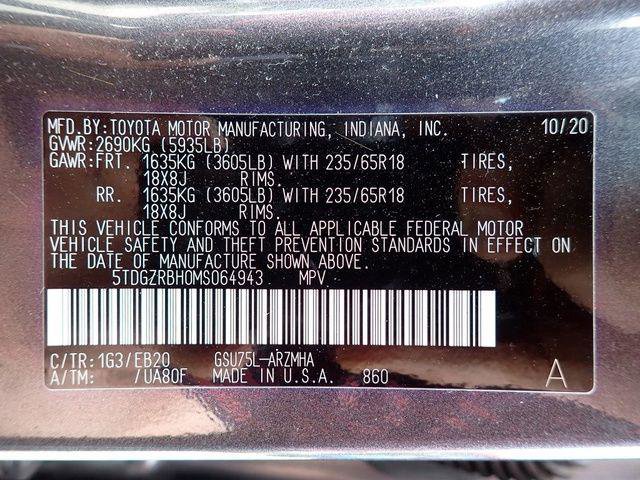 MFD.BY:TOYOTA MOTOR MANUFACTURING, INDIANA, INC. 10/20
GVWR:2690KG (5935LB)
GAWR:FRT. 1635KG (3605LB) WITH 235/65R18 TIRES,
18X8J RIMS.
RR. 1635KG (3605LB) WITH 235/65R18 TIRES,
18X8J RIMS.
THIS VEHICLE CONFORMS TO ALL APPLICABLE FEDERAL MOTOR
VEHICLE SAFETY AND THEFT PREVENTION STANDARDS IN EFFECT ON
THE DATE OF MANUFACTURE SHOWN ABOVE.
5TDGZRBH0MS064943 MPV
C/TR:1G3/EB20 GSU75L-ARZMHA
A/TM: /UA80F MADE IN U.S.A. 860 A